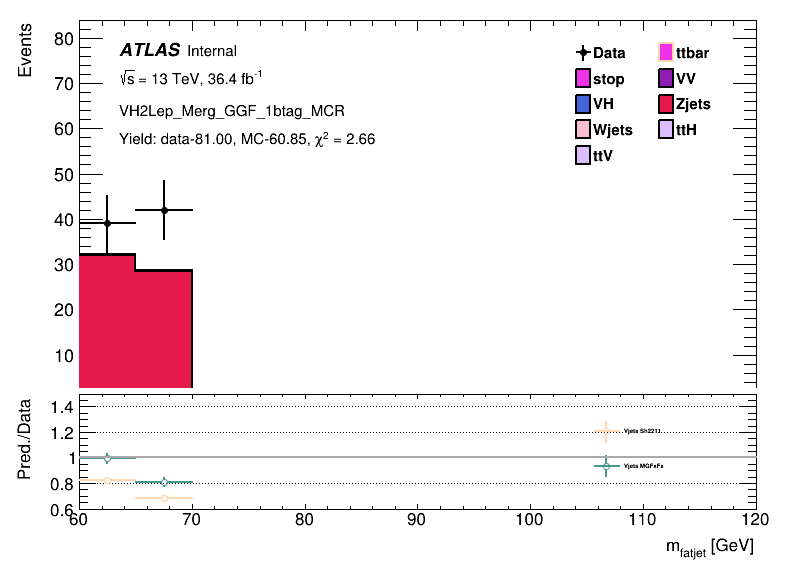 Events
ATLAS Internal
√s = 13 TeV, 36.4 fb⁻¹
VH2Lep_Merg_GGF_1btag_MCR
Yield: data-81.00, MC-60.85, χ² = 2.66
Data
ttbar
stop
VV
VH
Zjets
Wjets
ttH
ttV
80
70
60
50
40
30
20
10
Pred./Data
1.4
1.2
1
0.8
0.6
Vjets Sh2211
Vjets MGFxFx
60 70 80 90 100 110 120
m_fatjet [GeV]